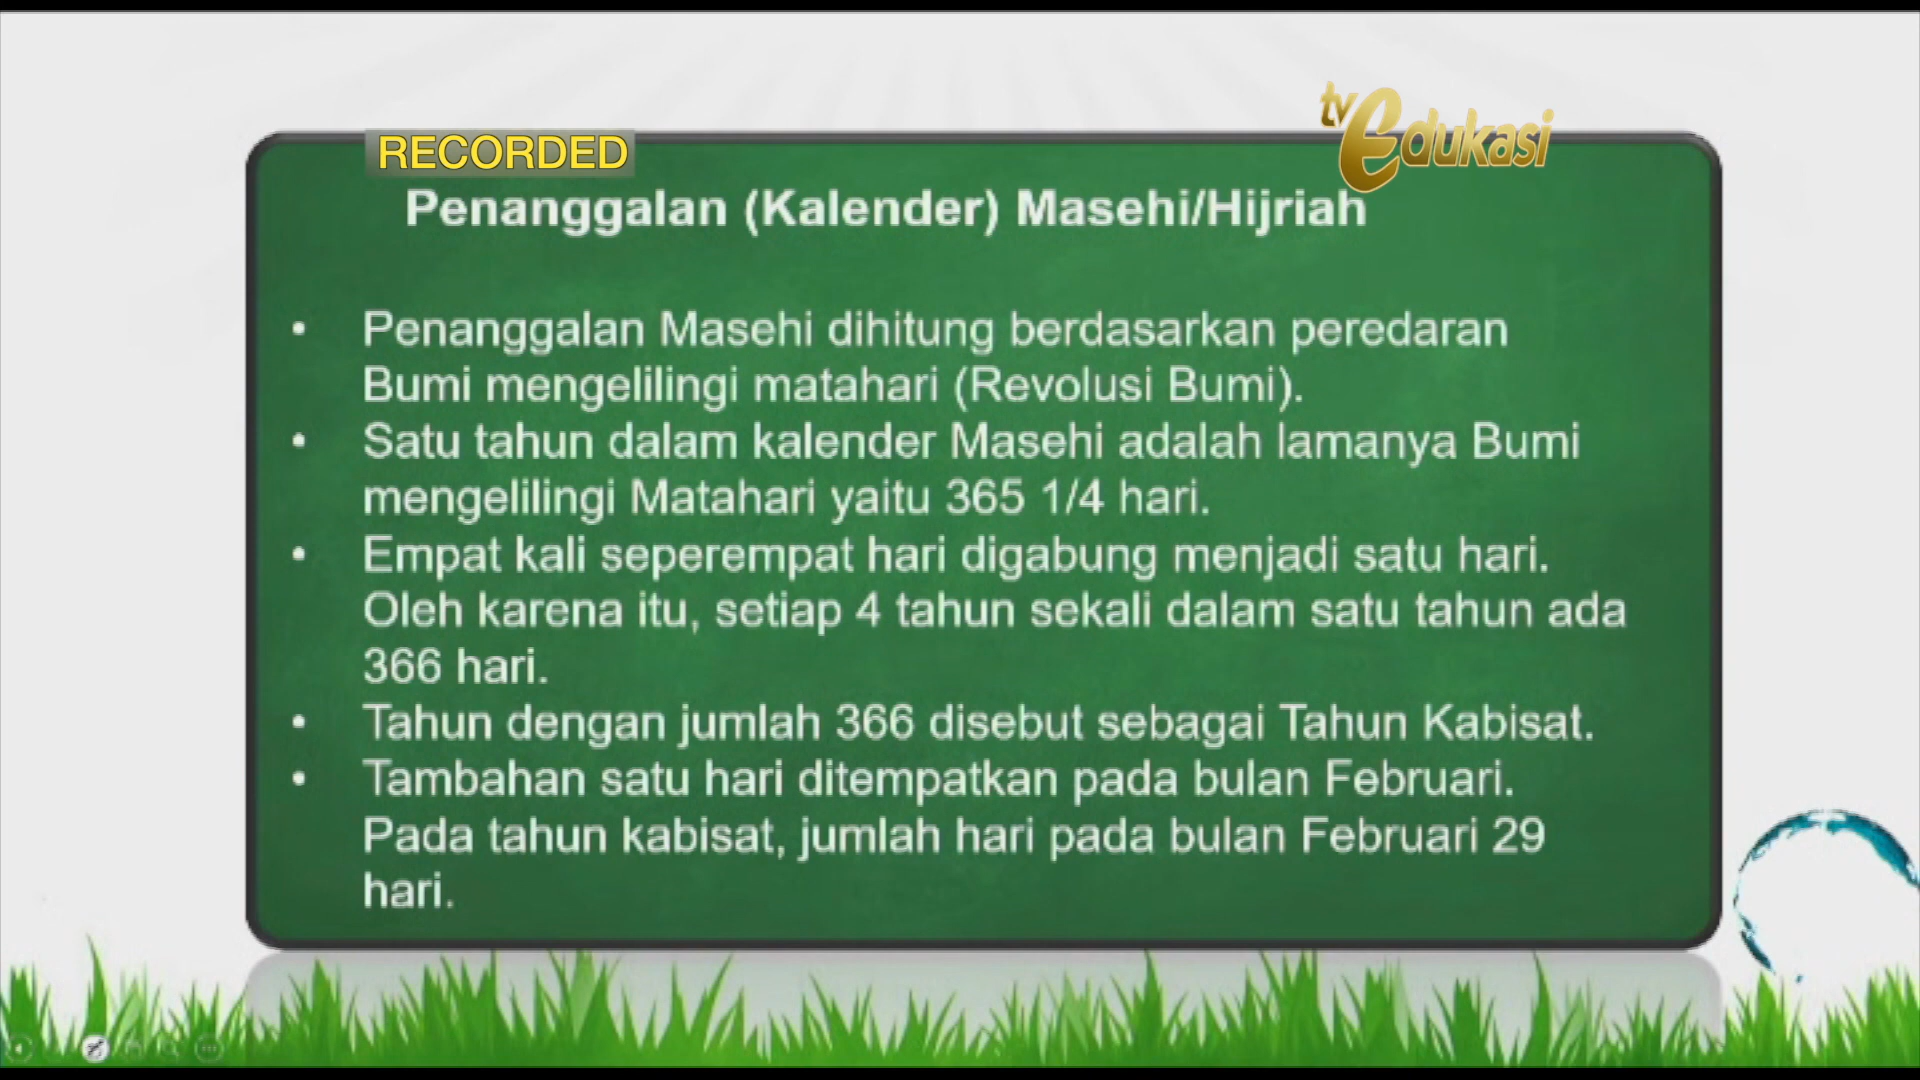 tv Edukasi
RECORDED
Penanggalan (Kalender) Masehi/Hijriah
• Penanggalan Masehi dihitung berdasarkan peredaran
Bumi mengelilingi matahari (Revolusi Bumi).
• Satu tahun dalam kalender Masehi adalah lamanya Bumi
mengelilingi Matahari yaitu 365 1/4 hari.
• Empat kali seperempat hari digabung menjadi satu hari.
Oleh karena itu, setiap 4 tahun sekali dalam satu tahun ada
366 hari.
• Tahun dengan jumlah 366 disebut sebagai Tahun Kabisat.
• Tambahan satu hari ditempatkan pada bulan Februari.
Pada tahun kabisat, jumlah hari pada bulan Februari 29
hari.